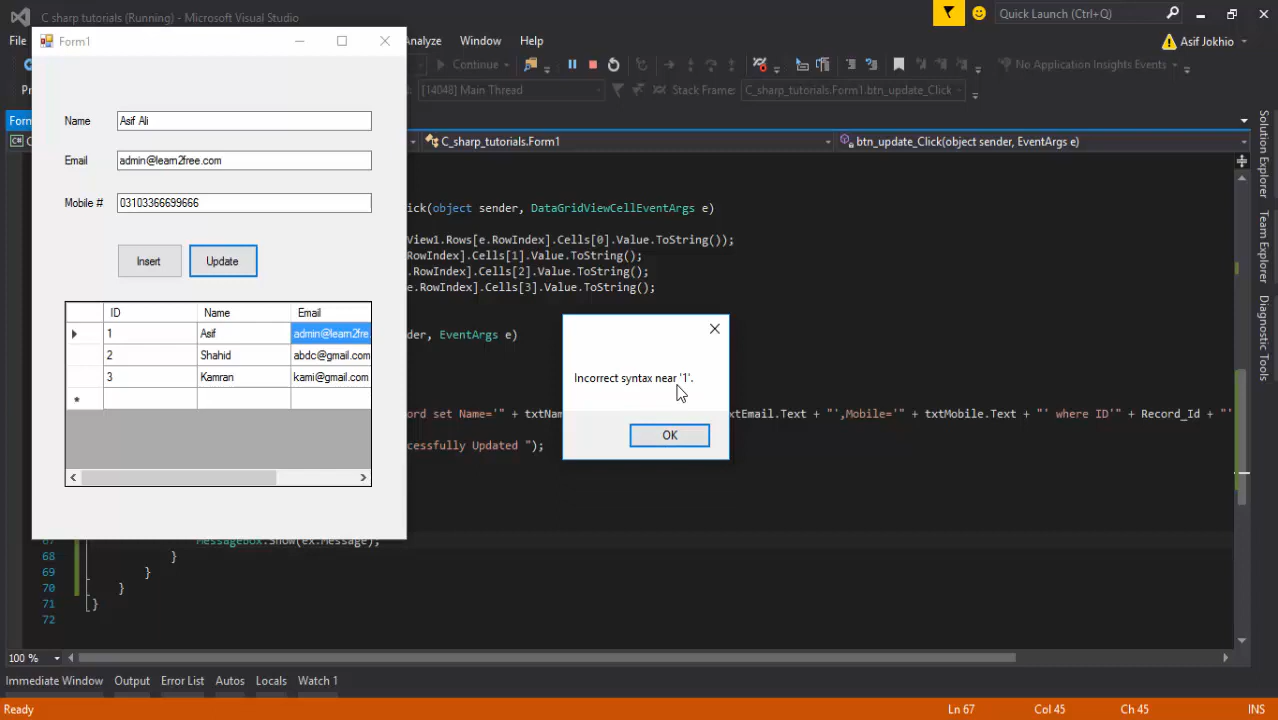 C sharp tutorials (Running) - Microsoft Visual Studio
Quick Launch (Ctrl+Q)
File
Analyze
Window
Help
Asif Jokhio
Form1
Continue
No Application Insights Events
[14048] Main Thread
Stack Frame:
C_sharp_tutorials.Form1.btn_update_Click
C_sharp_tutorials.Form1
btn_update_Click(object sender, EventArgs e)
Name
Asif Ali
Email
admin@learn2free.com
Mobile #
03103366699666
Insert
Update
ID Name Email
1 Asif admin@learn2fre
2 Shahid abdc@gmail.com
3 Kamran kami@gmail.com
*
ick(object sender, DataGridViewCellEventArgs e)
View1.Rows[e.RowIndex].Cells[0].Value.ToString());
.RowIndex].Cells[1].Value.ToString();
.RowIndex].Cells[2].Value.ToString();
e.RowIndex].Cells[3].Value.ToString();
der, EventArgs e)
ord set Name='" + txtNam
xtEmail.Text + "',Mobile='" + txtMobile.Text + "' where ID'" + Record_Id + "'
cessfully Updated ");
Incorrect syntax near '1'.
OK
67 MessageBox.Show(ex.Message);
68 }
69 }
70 }
71 }
72
100 %
Solution Explorer
Team Explorer
Diagnostic Tools
Immediate Window
Output
Error List
Autos
Locals
Watch 1
Ready
Ln 67
Col 45
Ch 45
INS